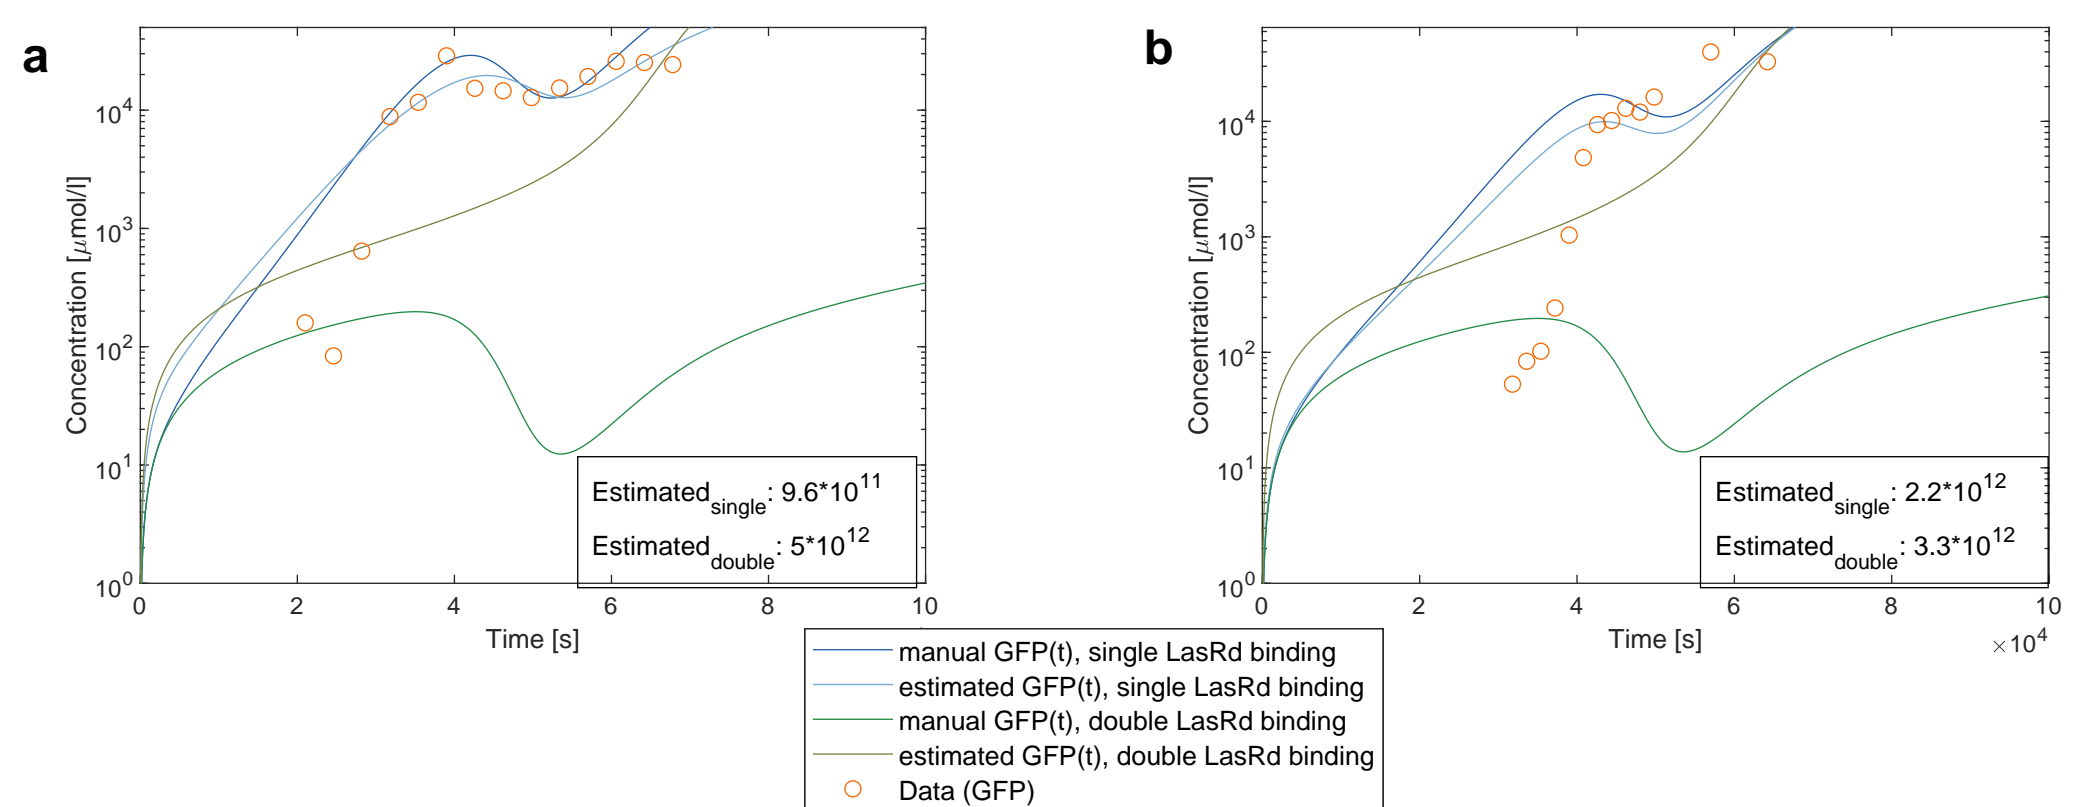 a
Concentration [μmol/l]
10^4
10^3
10^2
10^1
10^0
0 2 4 6 8 10
Time [s]
Estimated_single: 9.6*10^11
Estimated_double: 5*10^12
b
Concentration [μmol/l]
10^4
10^3
10^2
10^1
10^0
0 2 4 6 8 10
Time [s]
×10^4
Estimated_single: 2.2*10^12
Estimated_double: 3.3*10^12
manual GFP(t), single LasRd binding
estimated GFP(t), single LasRd binding
manual GFP(t), double LasRd binding
estimated GFP(t), double LasRd binding
Data (GFP)